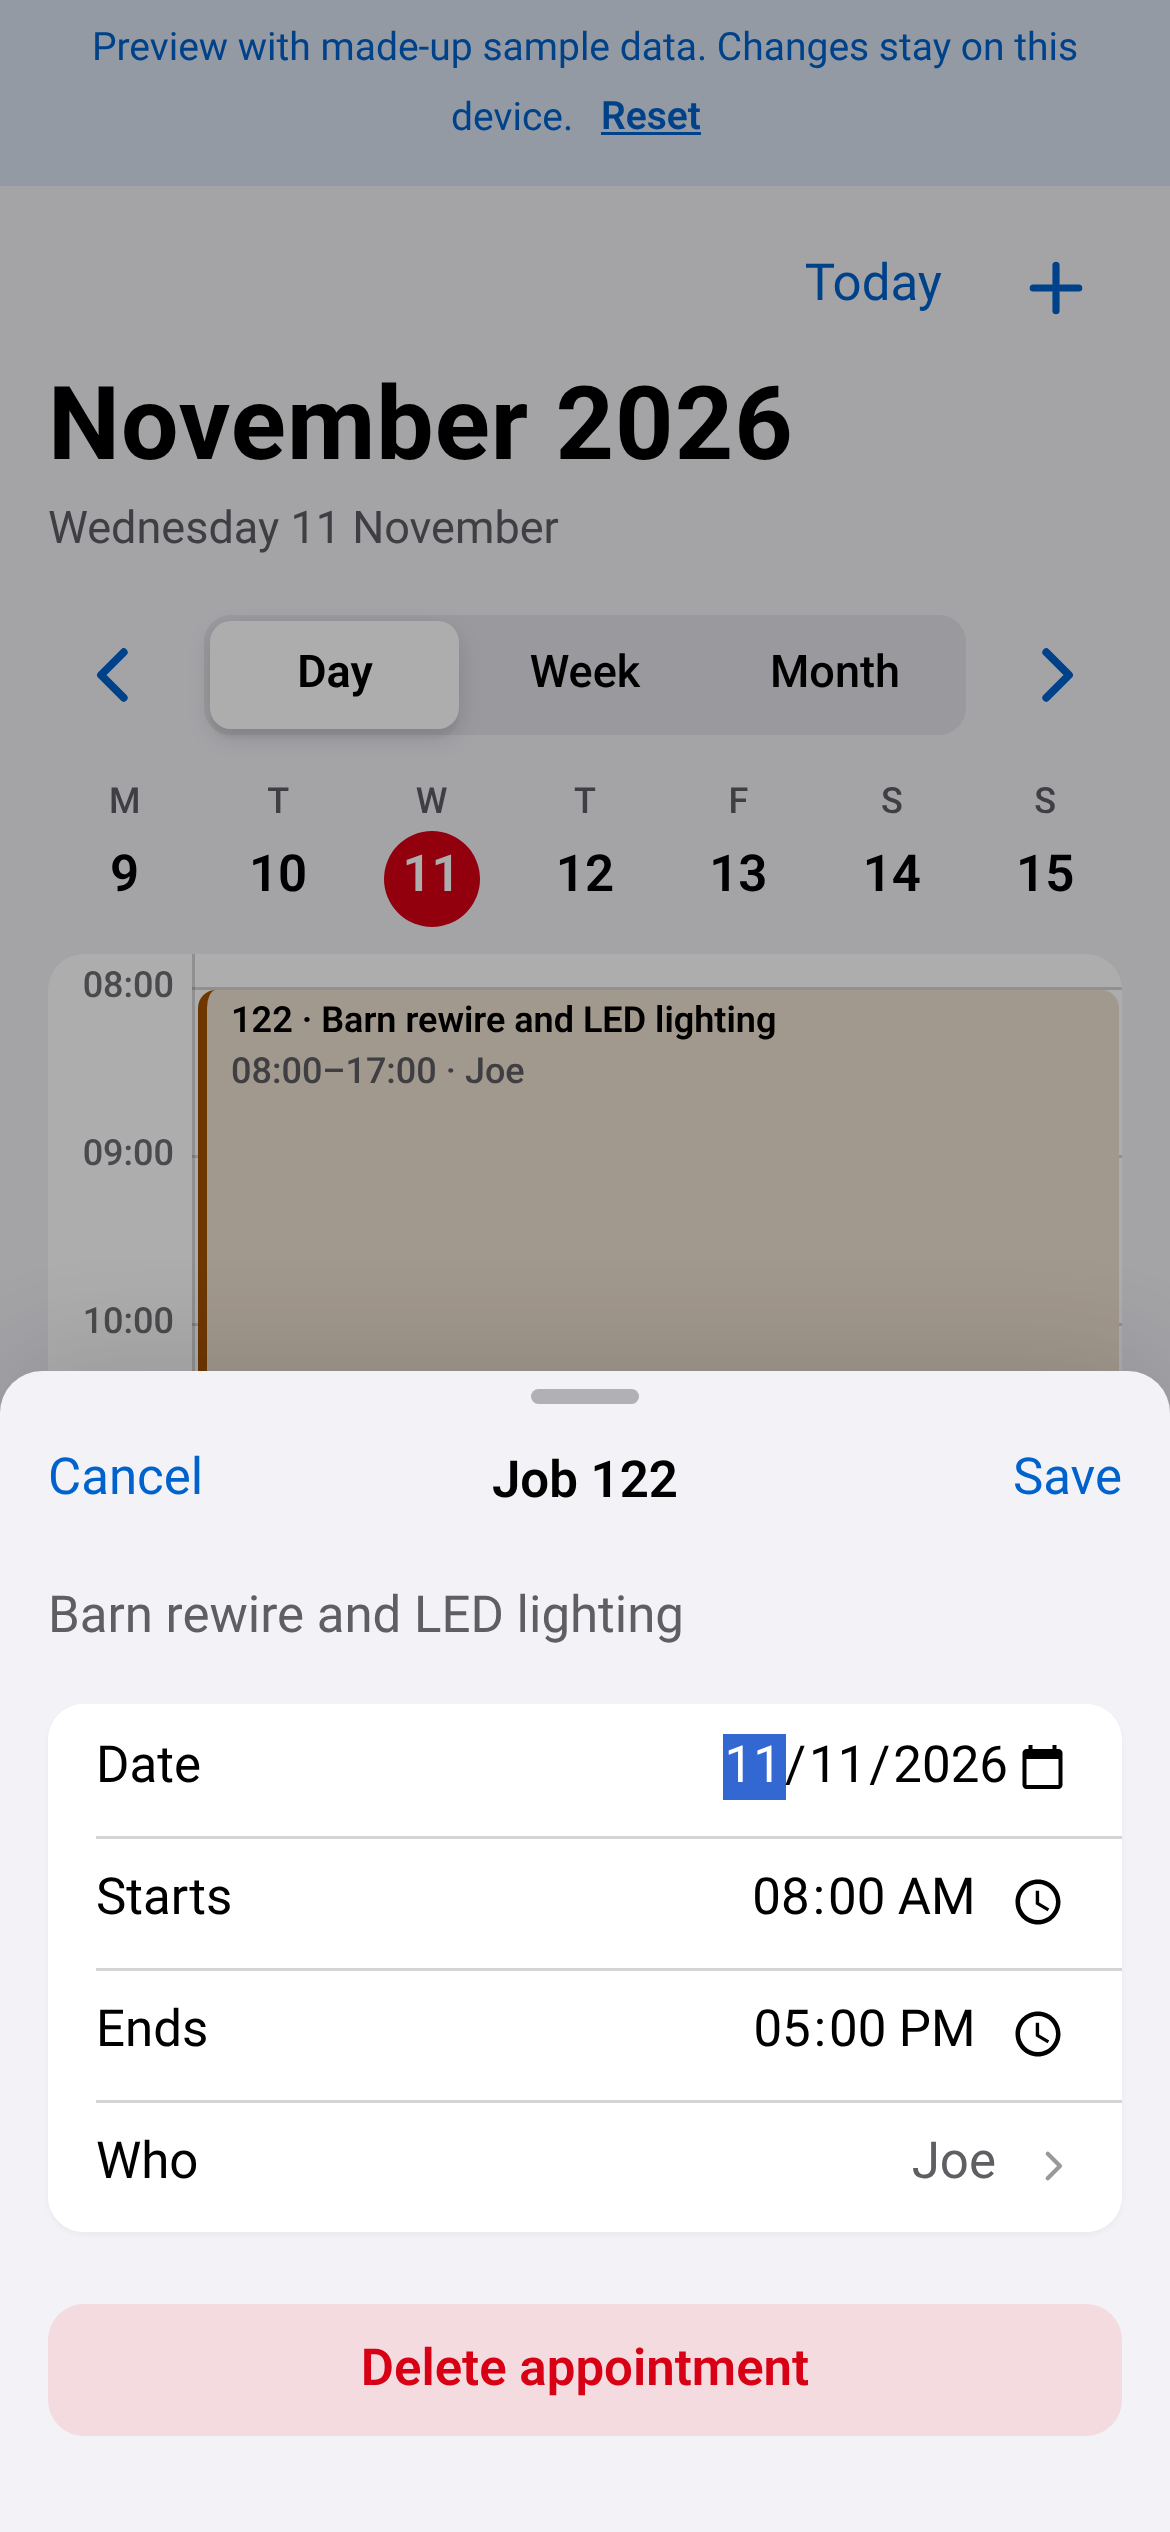 Preview with made-up sample data. Changes stay on this
device. Reset
Today
November 2026
Wednesday 11 November
Day Week Month
M T W T F S S
9 10 11 12 13 14 15
08:00
122 · Barn rewire and LED lighting
08:00–17:00 · Joe
09:00
10:00
Cancel Job 122 Save
Barn rewire and LED lighting
Date 11/11/2026
Starts 08:00 AM
Ends 05:00 PM
Who Joe
Delete appointment